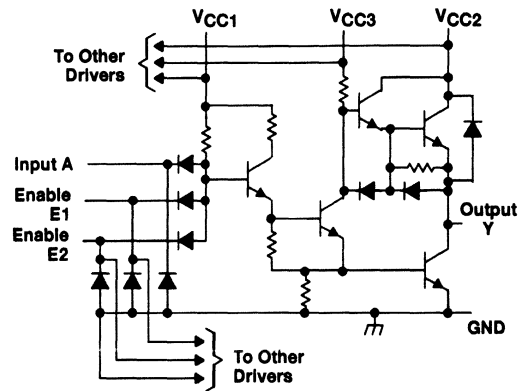 VCC1
VCC3
VCC2
To Other
Drivers
Input A
Enable
E1
Enable
E2
Output
Y
GND
To Other
Drivers